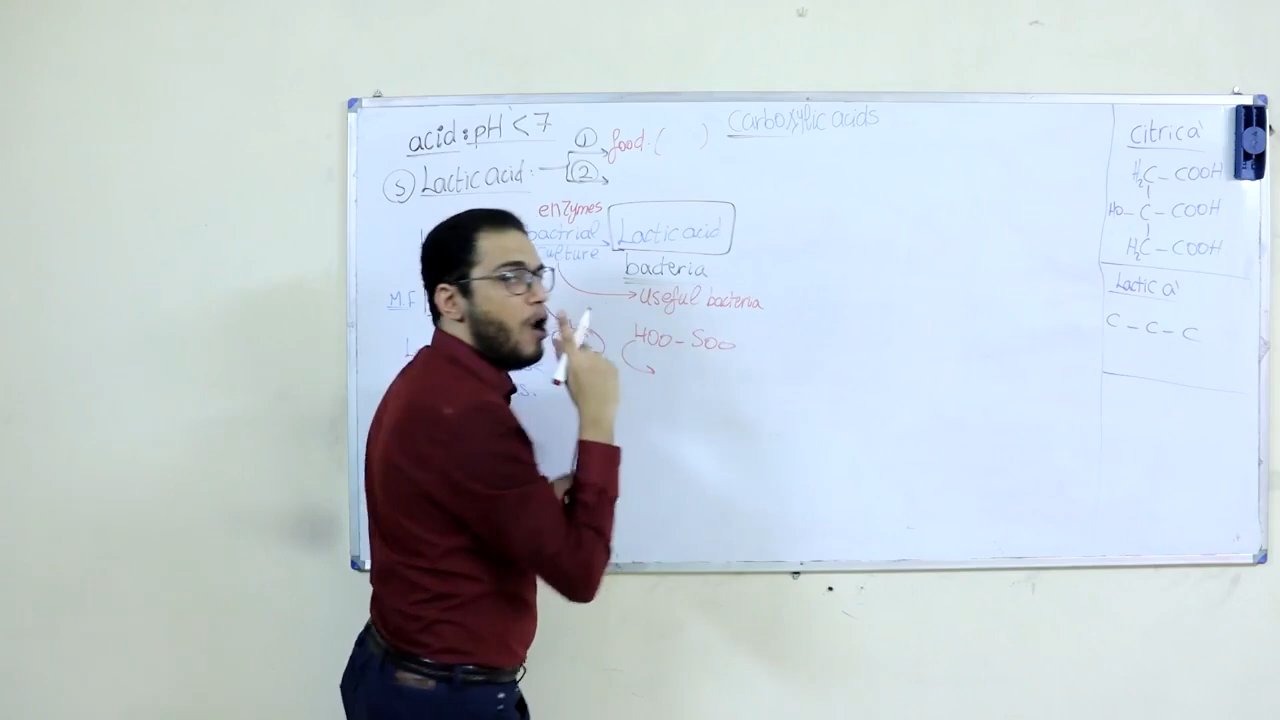 acid: pH < 7
① food. ( )
Carboxylic acids
5 Lactic acid: ②
enzymes
bactrial
culture
Lactic acid
bacteria
useful bacteria
M.F
400 - 500
Citric a
H2C - COOH
HO - C - COOH
H2C - COOH
Lactic a
C - C - C